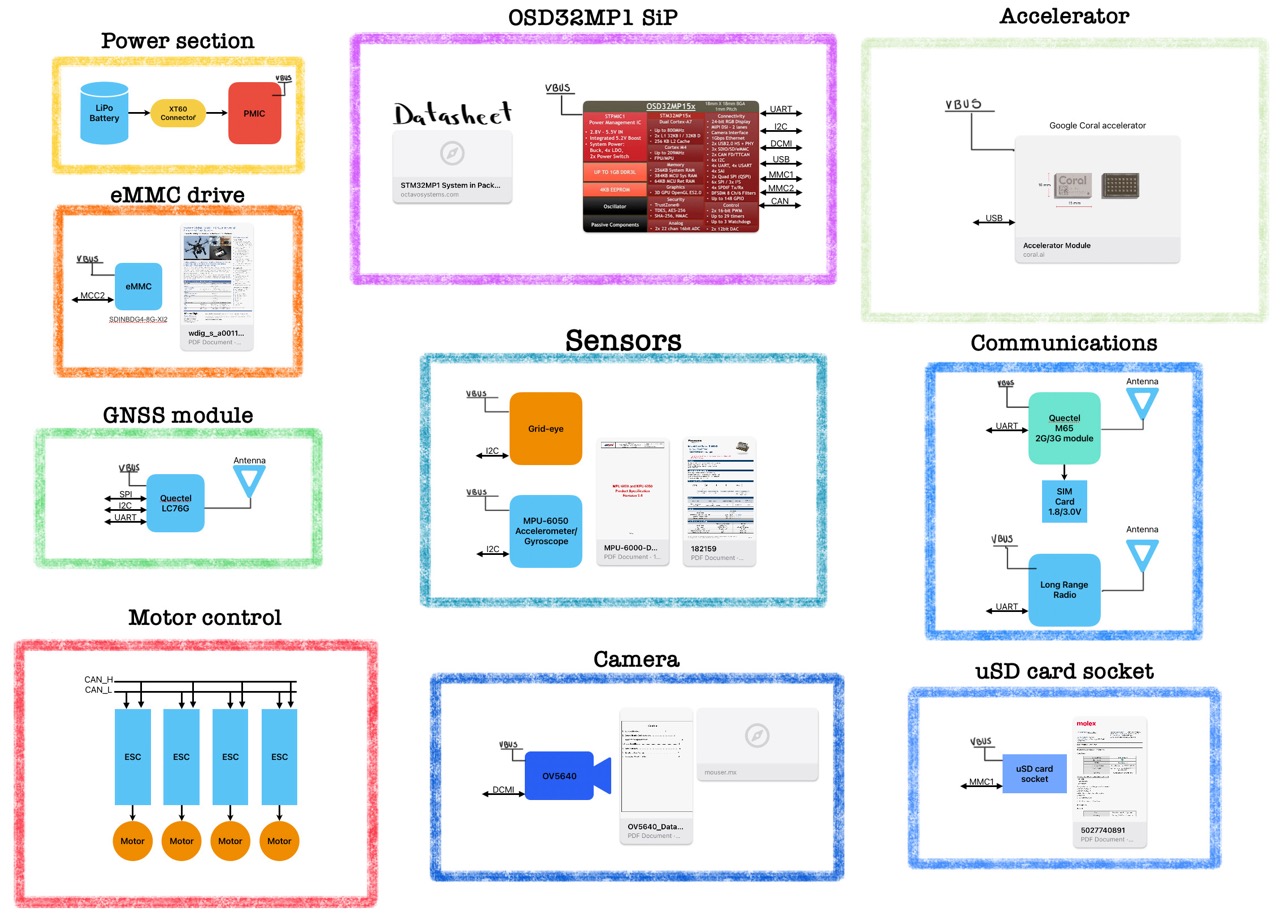 Power section
LiPo
Battery
XT60
Connector
PMIC
VBUS
OSD32MP1 SiP
Datasheet
STM32MP1 System in Pack...
octavosystems.com
VBUS
OSD32MP15x
18mm X 18mm BGA
1mm Pitch
STPMIC1
Power Management IC
• 2.8V - 5.5V IN
• Integrated 5.2V Boost
• System Power:
Buck, 4x LDO,
2x Power Switch
UP TO 1GB DDR3L
4KB EEPROM
Oscillator
Passive Components
STM32MP15x
Dual Cortex-A7
• Up to 800MHz
• 2x L1 32KB I / 32KB D
• 256 KB L2 Cache
Cortex M4
• Up to 209MHz
• FPU/MPU
Memory
• 256KB System RAM
• 384KB MCU Sys RAM
• 64KB MCU Ret RAM
Graphics
• 3D GPU OpenGL ES2.0
Security
• TrustZone®
• TDES, AES-256
• SHA-256, HMAC
Analog
• 2x 22 chan 16bit ADC
Connectivity
• 24-bit RGB Display
• MIPI DSI - 2 lanes
• Camera Interface
• 1Gbps Ethernet
• 2x USB2.0 HS + PHY
• 3x SDIO/SD/eMMC
• 2x CAN FD/TTCAN
• 6x I2C
• 4x UART, 4x USART
• 4x SAI
• 2x Quad SPI (QSPI)
• 6x SPI / 3x I²S
• 4x SPDIF Tx/Rx
• DFSDM 8 Ch/6 Filters
• Up to 148 GPIO
Control
• 2x 16-bit PWM
• Up to 29 timers
• Up to 3 Watchdogs
• 2x 12bit DAC
UART
I2C
DCMI
USB
MMC1
MMC2
CAN
Accelerator
VBUS
Google Coral accelerator
Coral
15 mm
USB
Accelerator Module
coral.ai
eMMC drive
VBUS
eMMC
MCC2
SDINBDG4-8G-XI2
wdig_s_a0011...
PDF Document ·...
Sensors
VBUS
Grid-eye
I2C
VBUS
MPU-6050
Accelerometer/
Gyroscope
I2C
MPU-6000 and MPU-6050
Product Specification
MPU-6000-D...
PDF Document · 1...
182159
PDF Document ·...
Communications
VBUS
Quectel
M65
2G/3G module
UART
Antenna
SIM
Card
1.8/3.0V
VBUS
Long Range
Radio
UART
Antenna
GNSS module
VBUS
Quectel
LC76G
SPI
I2C
UART
Antenna
Motor control
CAN_H
CAN_L
ESC
ESC
ESC
ESC
Motor
Motor
Motor
Motor
Camera
VBUS
OV5640
DCMI
OV5640_Data...
PDF Document ·...
mouser.mx
uSD card socket
VBUS
uSD card
socket
MMC1
molex
5027740891
PDF Document ·...